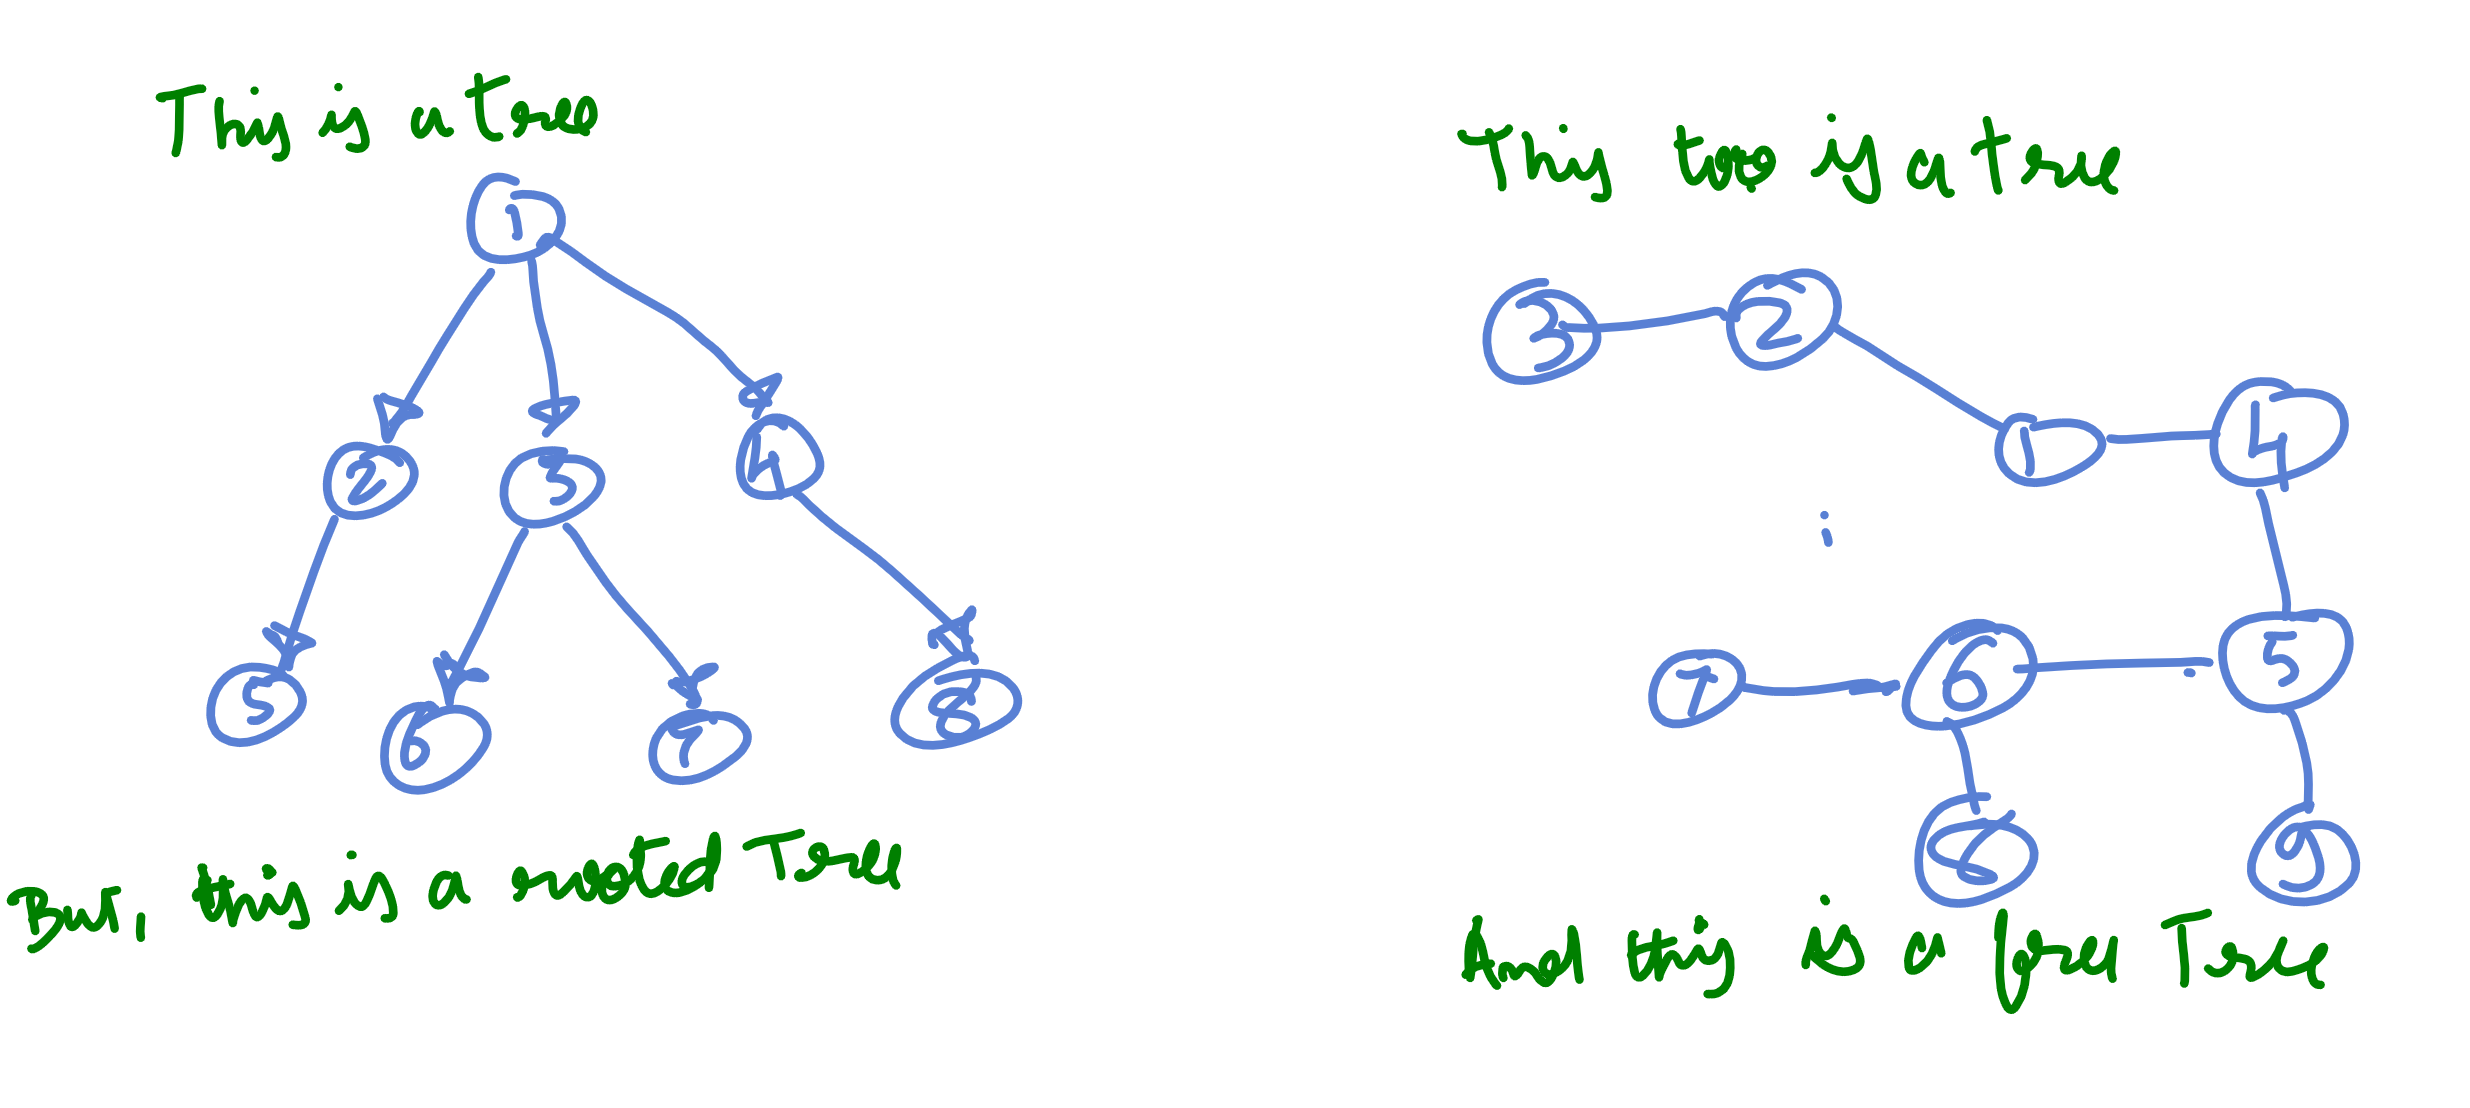 This is a tree
1
2 3 4
5 6 7 8
But, this is a rooted Tree
This too is a tree
3 2
1 4
7 6 5
8 9
And this is a free Tree